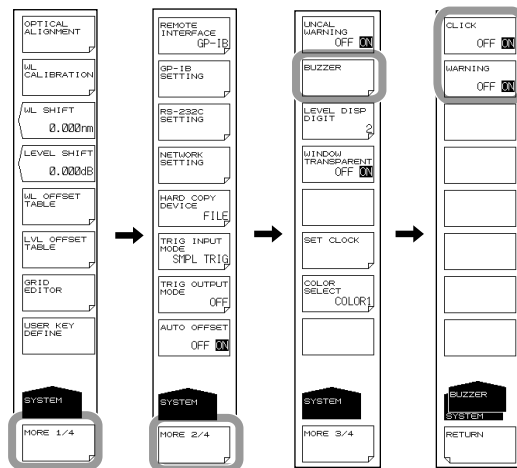 OPTICAL
ALIGNMENT
WL
CALIBRATION
WL SHIFT
0.000nm
LEVEL SHIFT
0.000dB
WL OFFSET
TABLE
LVL OFFSET
TABLE
GRID
EDITOR
USER KEY
DEFINE
SYSTEM
MORE 1/4
REMOTE
INTERFACE
GP-IB
GP-IB
SETTING
RS-232C
SETTING
NETWORK
SETTING
HARD COPY
DEVICE
FILE
TRIG INPUT
MODE
SMPL TRIG
TRIG OUTPUT
MODE
OFF
AUTO OFFSET
OFF ON
SYSTEM
MORE 2/4
UNCAL
WARNING
OFF ON
BUZZER
LEVEL DISP
DIGIT
2
WINDOW
TRANSPARENT
OFF ON
SET CLOCK
COLOR
SELECT
COLOR1
SYSTEM
MORE 3/4
CLICK
OFF ON
WARNING
OFF ON
BUZZER
SYSTEM
RETURN